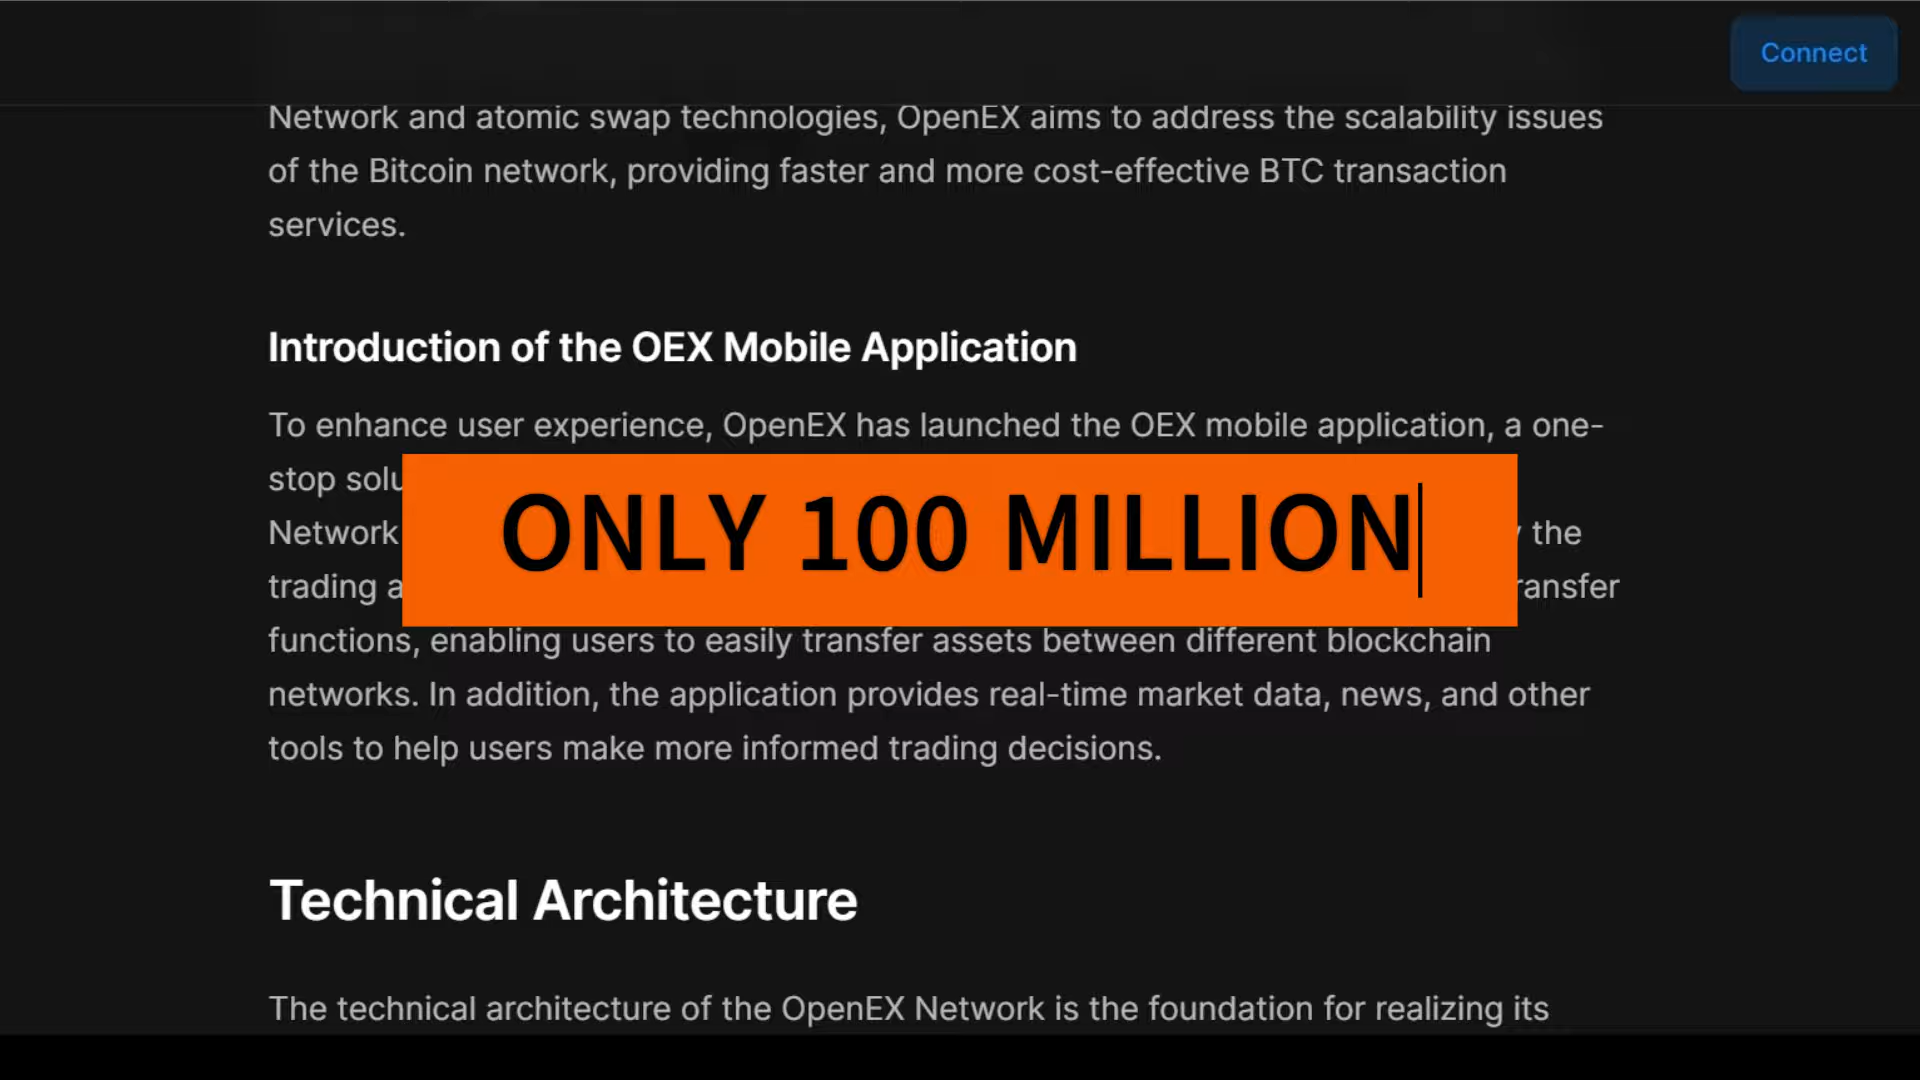 Connect
Network and atomic swap technologies, OpenEX aims to address the scalability issues
of the Bitcoin network, providing faster and more cost-effective BTC transaction
services.
Introduction of the OEX Mobile Application
To enhance user experience, OpenEX has launched the OEX mobile application, a one-
stop
ONLY 100 MILLION
Network the
trading
functions, enabling users to easily transfer assets between different blockchain
networks. In addition, the application provides real-time market data, news, and other
tools to help users make more informed trading decisions.
Technical Architecture
The technical architecture of the OpenEX Network is the foundation for realizing its